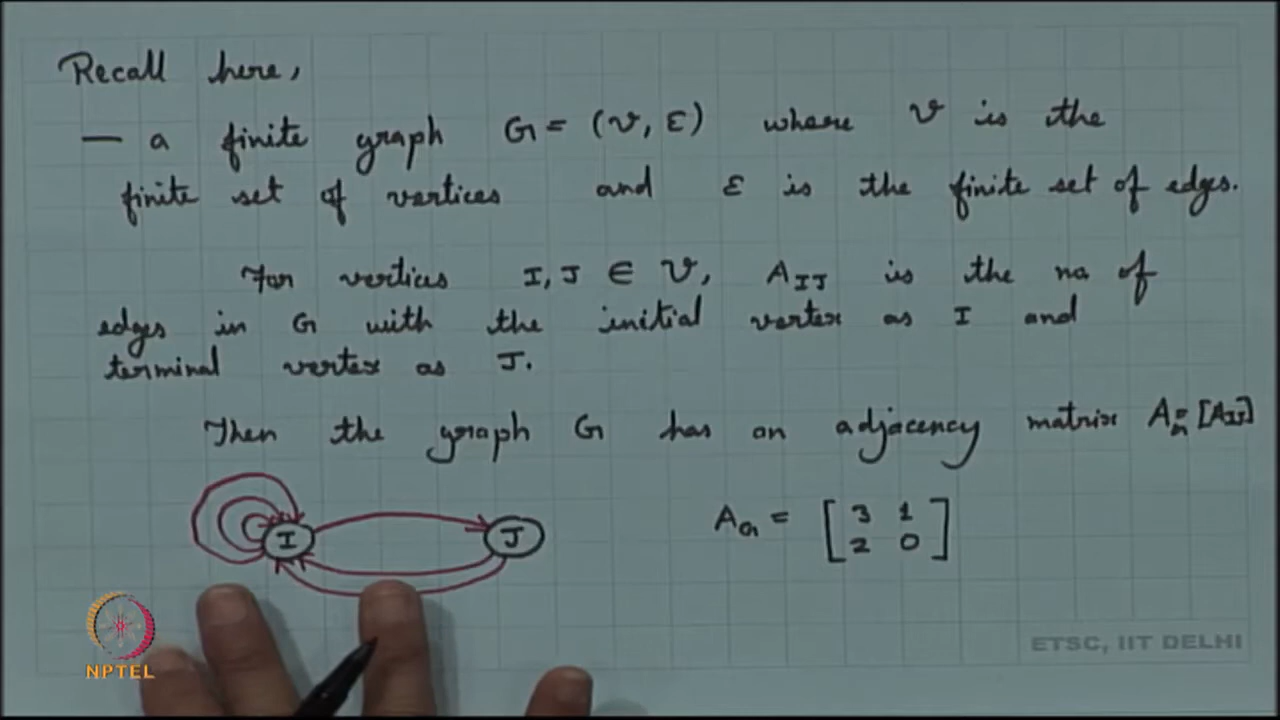 Recall here,
— a finite graph G = (V, E) where V is the
finite set of vertices and E is the finite set of edges.
For vertices I, J ∈ V, A_IJ is the no of
edges in G with the initial vertex as I and
terminal vertex as J.
Then the graph G has an adjacency matrix A_G = [A_IJ]
I J
A_G = [3 1
2 0]
NPTEL
ETSC, IIT DELHI